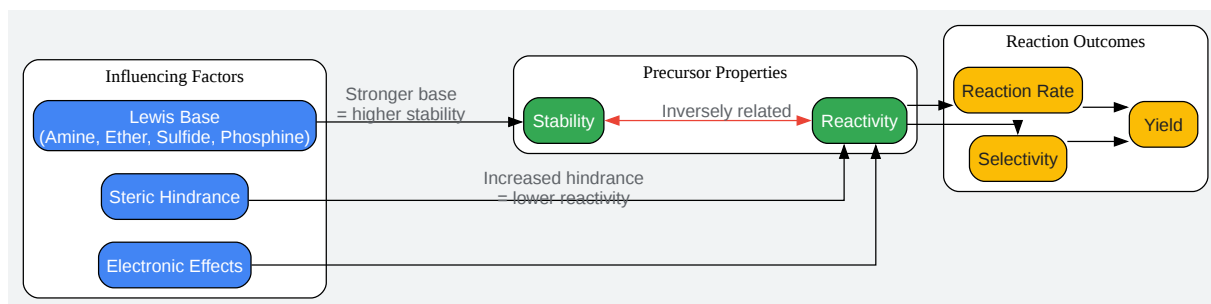 Influencing Factors
Lewis Base
(Amine, Ether, Sulfide, Phosphine)
Steric Hindrance
Electronic Effects
Stronger base
= higher stability
Increased hindrance
= lower reactivity
Precursor Properties
Stability
Inversely related
Reactivity
Reaction Outcomes
Reaction Rate
Selectivity
Yield